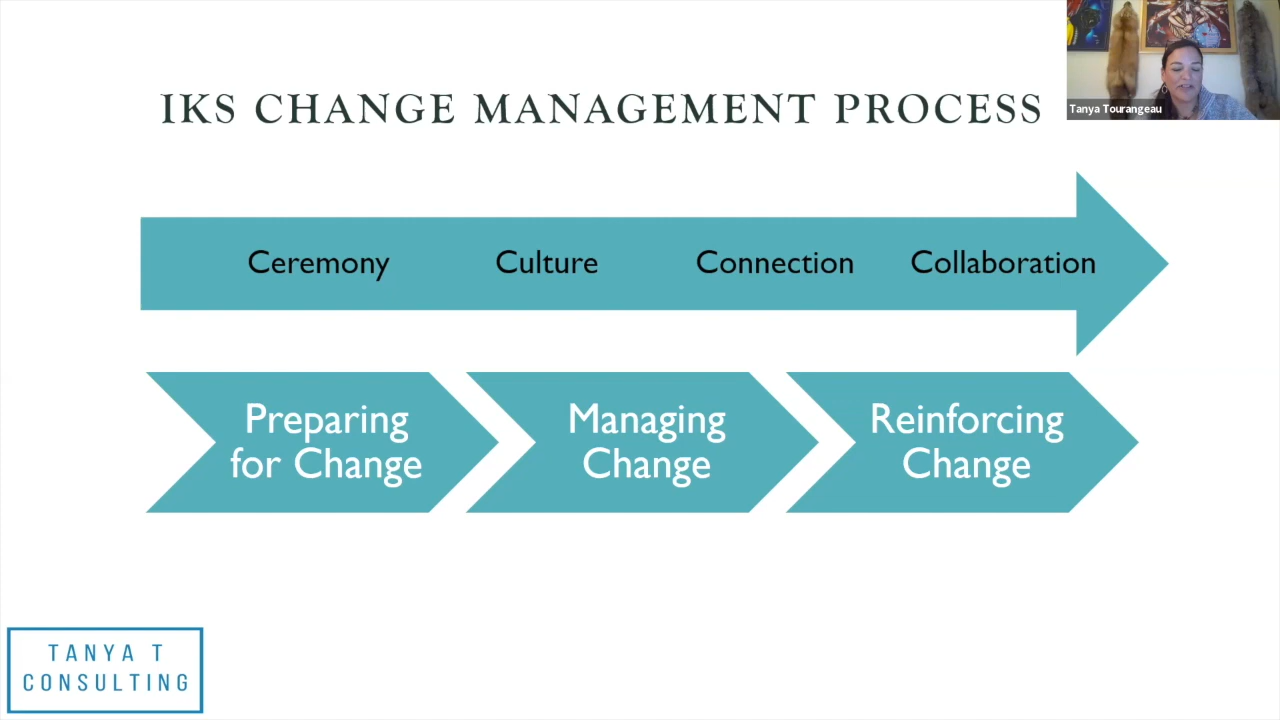 IKS CHANGE MANAGEMENT PROCESS
Tanya Tourangeau
Ceremony Culture Connection Collaboration
Preparing
for Change
Managing
Change
Reinforcing
Change
TANYA T
CONSULTING